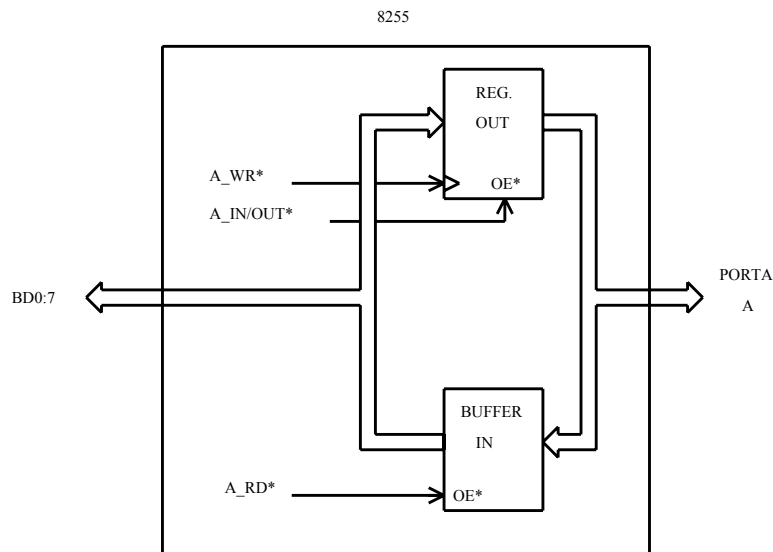 8255
REG.
OUT
A_WR*
OE*
A_IN/OUT*
BD0:7
PORTA
A
BUFFER
IN
A_RD*
OE*